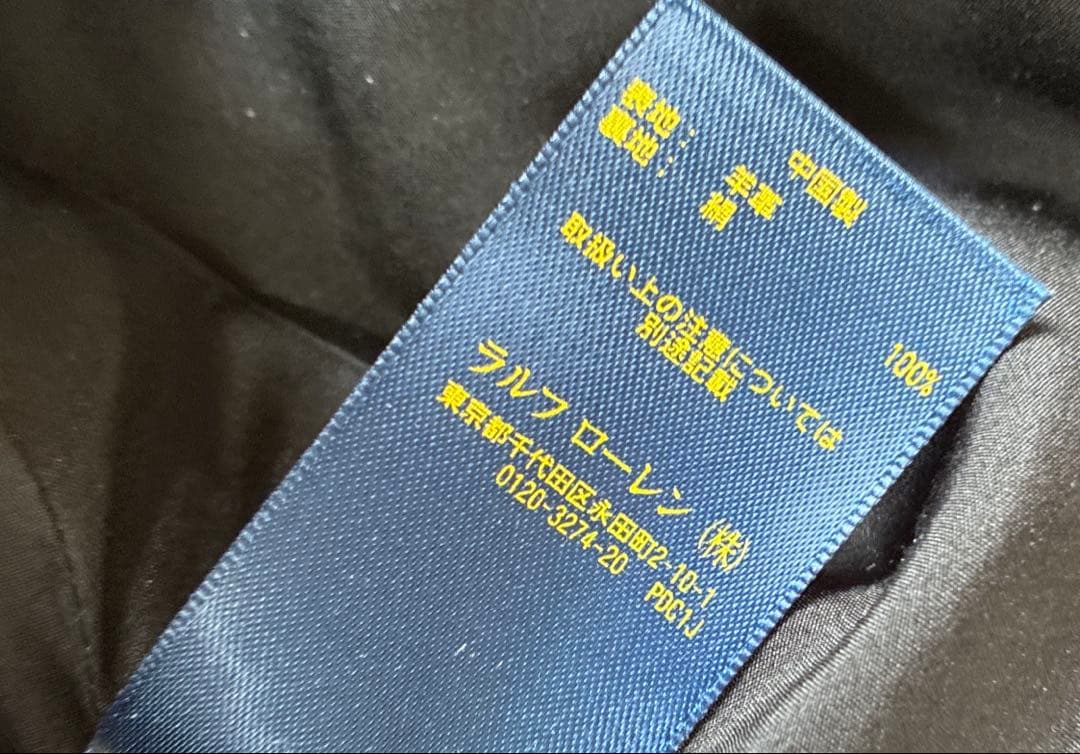 中国製
表地: 羊革
裏地: 絹 100%
取扱い上の注意については
別途記載
ラルフ ローレン (株)
東京都千代田区永田町2-10-1
0120-3274-20 PDC1J